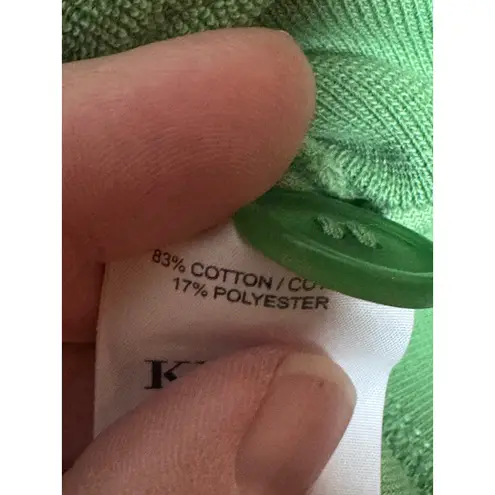 83% COTTON / CO
17% POLYESTER
K